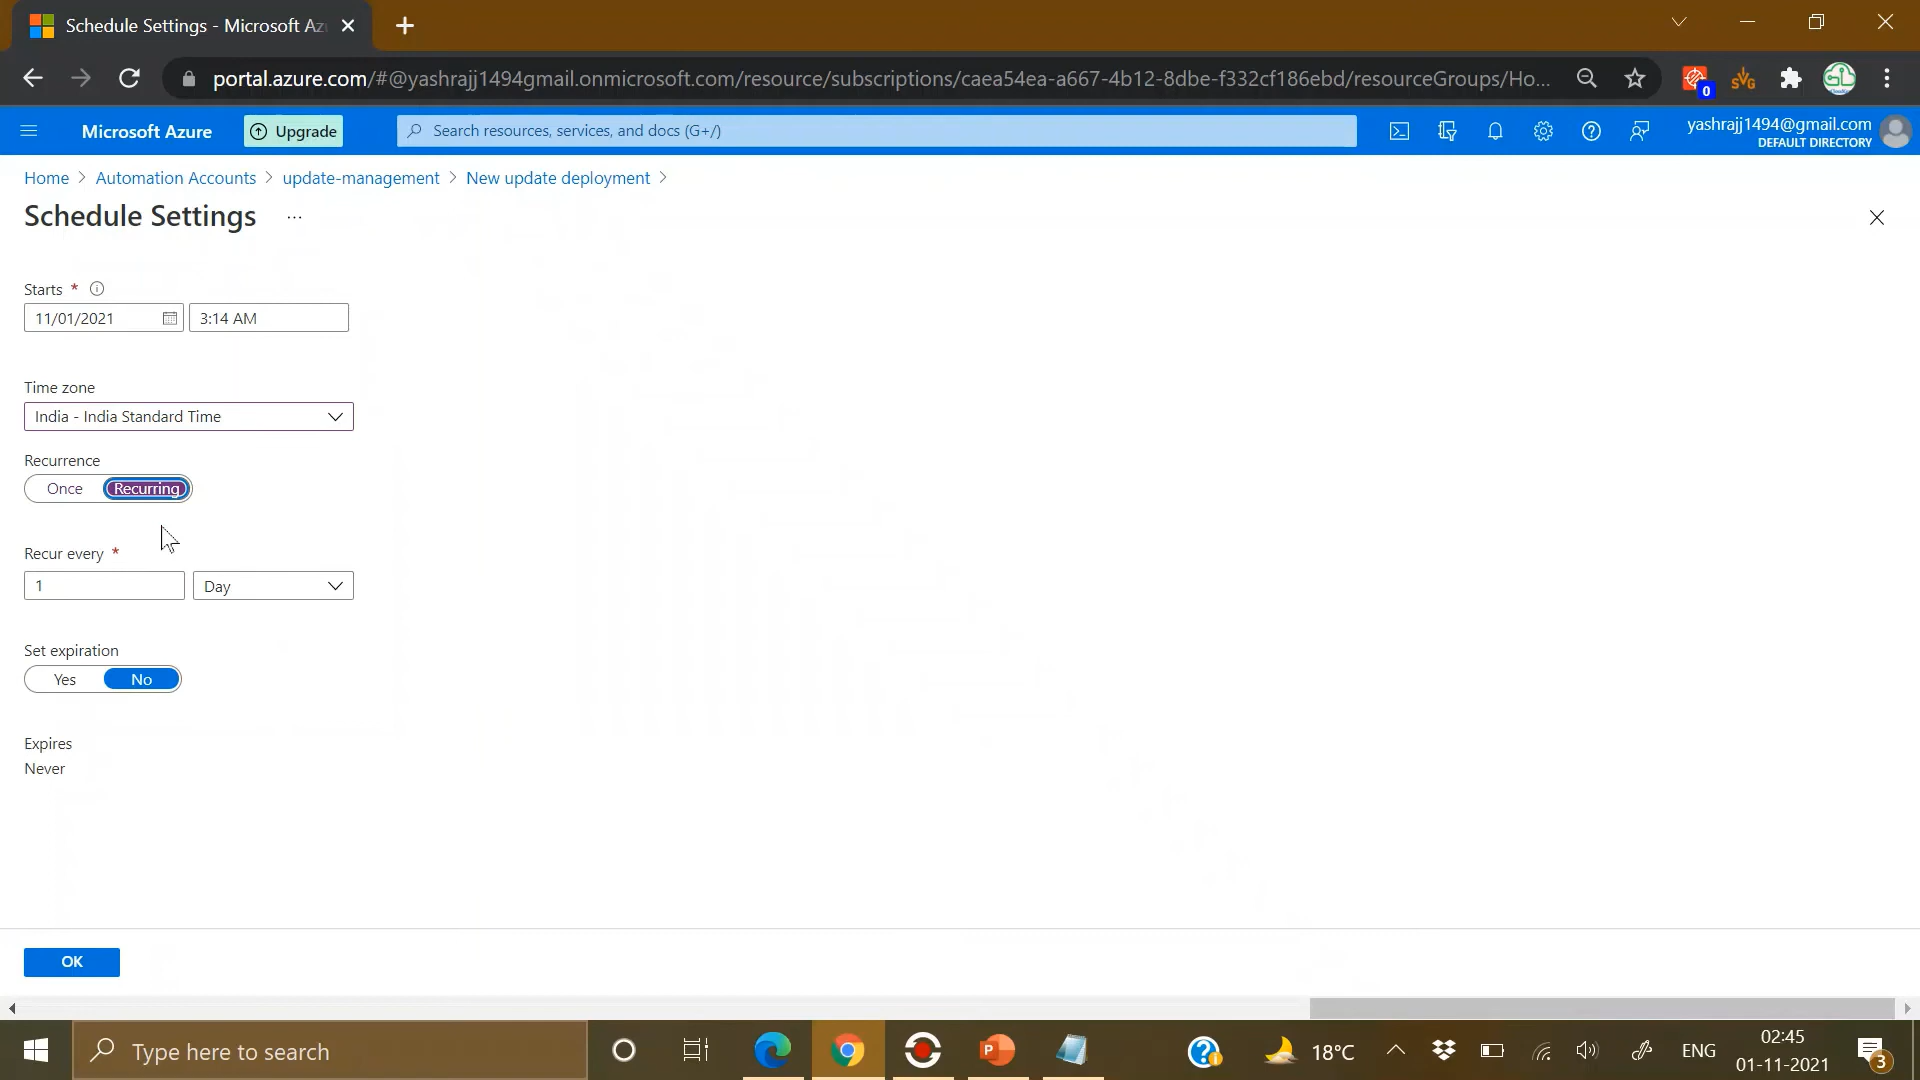 Schedule Settings - Microsoft Az
portal.azure.com/#@yashrajj1494gmail.onmicrosoft.com/resource/subscriptions/caea54ea-a667-4b12-8dbe-f332cf186ebd/resourceGroups/Ho...
0
Microsoft Azure
Upgrade
Search resources, services, and docs (G+/)
yashrajj1494@gmail.com
DEFAULT DIRECTORY
Home > Automation Accounts > update-management > New update deployment >
Schedule Settings ...
Starts *
11/01/2021 3:14 AM
Time zone
India - India Standard Time
Recurrence
Once Recurring
Recur every *
1 Day
Set expiration
Yes No
Expires
Never
OK
Type here to search
18°C
ENG
02:45
01-11-2021
3